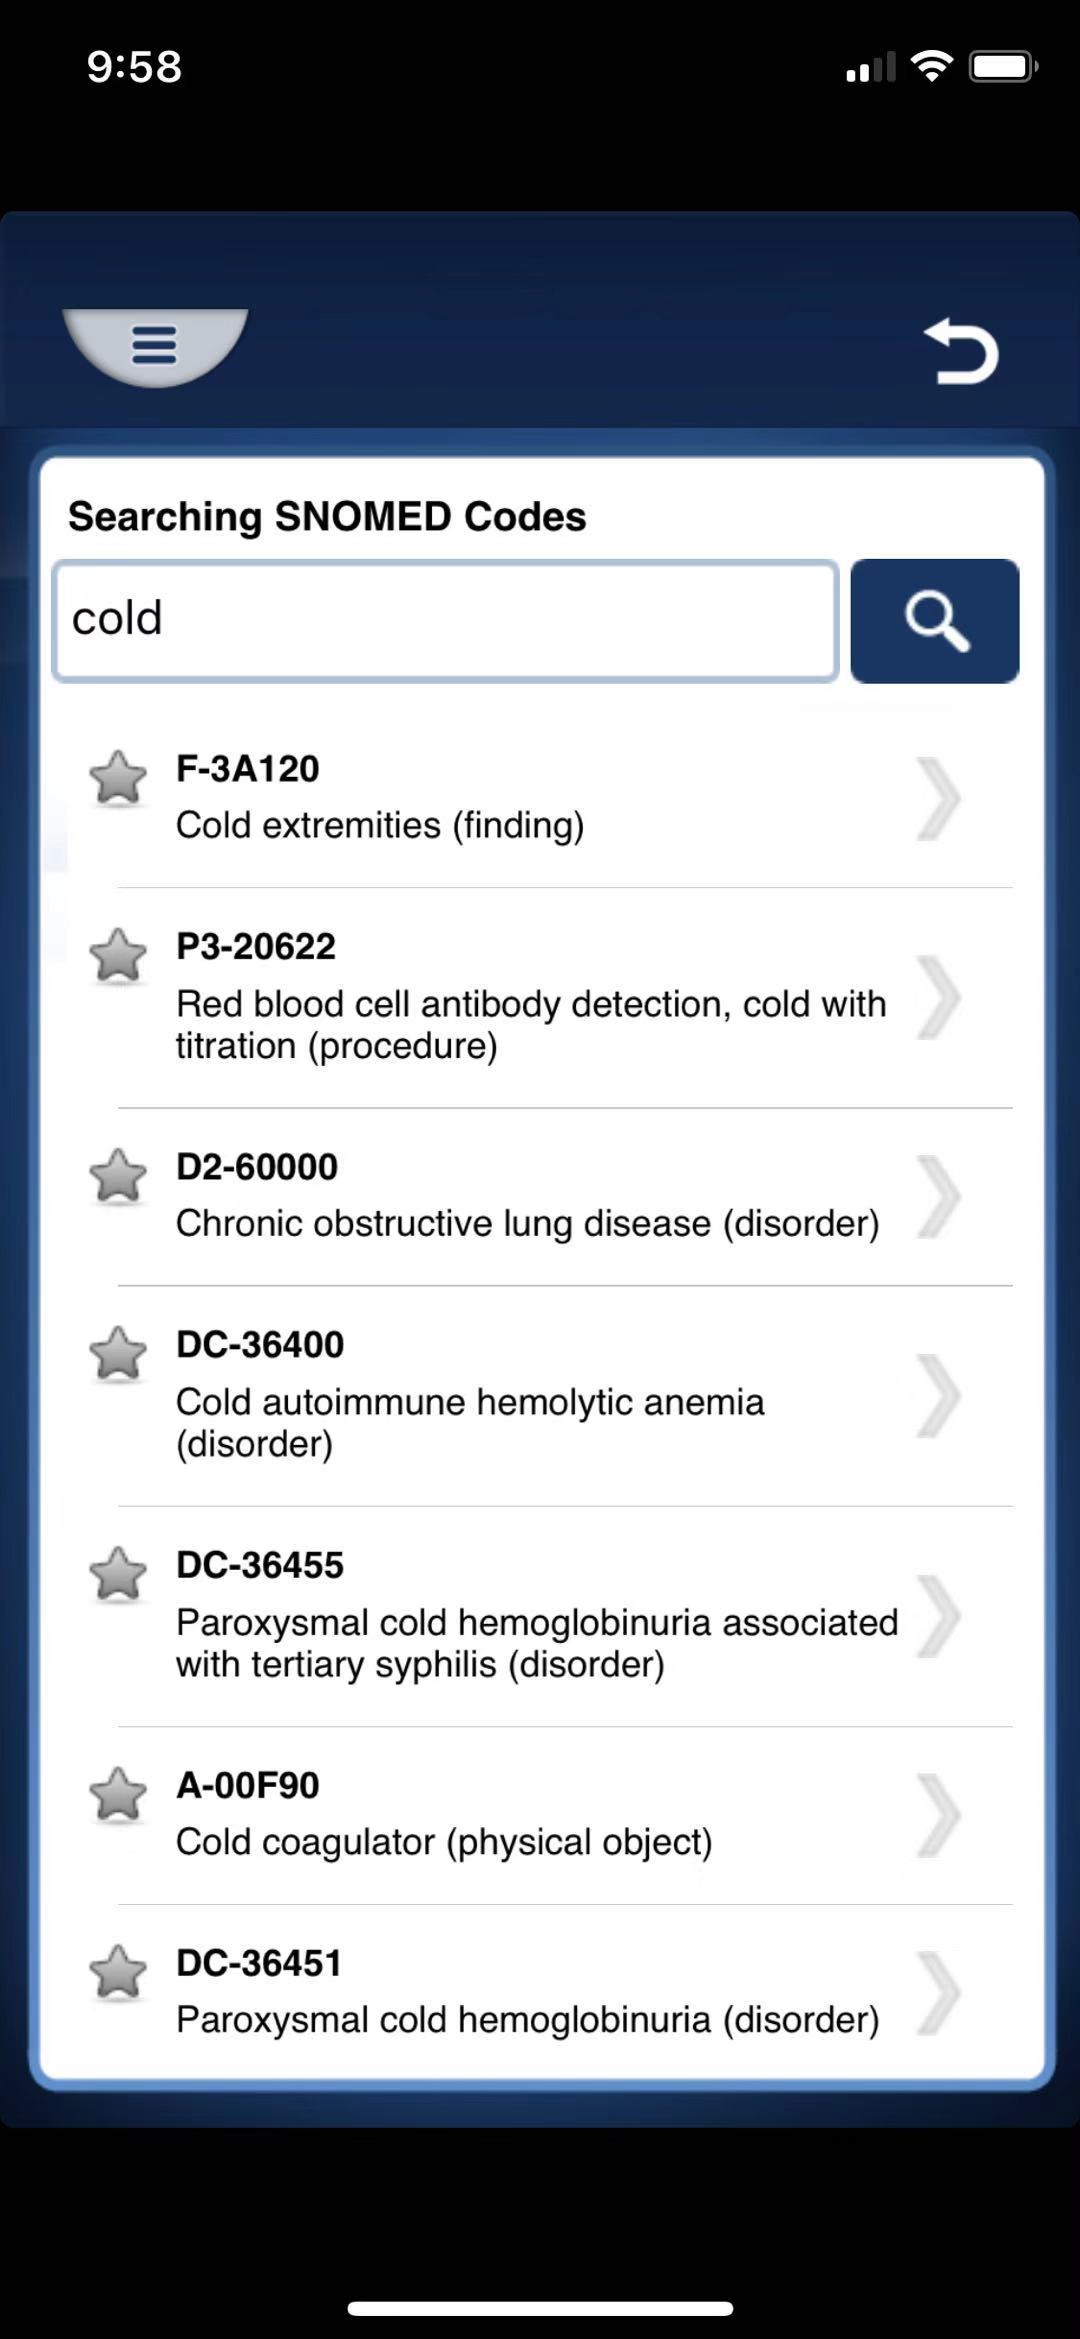 9:58
Searching SNOMED Codes
cold
F-3A120
Cold extremities (finding)
P3-20622
Red blood cell antibody detection, cold with
titration (procedure)
D2-60000
Chronic obstructive lung disease (disorder)
DC-36400
Cold autoimmune hemolytic anemia
(disorder)
DC-36455
Paroxysmal cold hemoglobinuria associated
with tertiary syphilis (disorder)
A-00F90
Cold coagulator (physical object)
DC-36451
Paroxysmal cold hemoglobinuria (disorder)